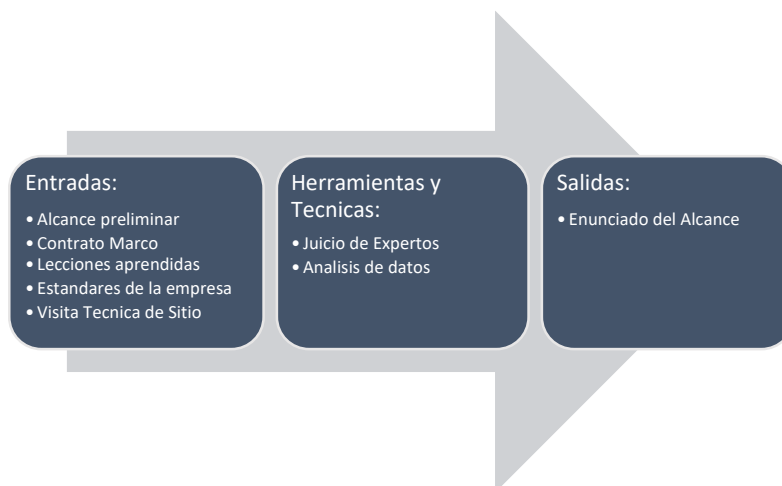 Entradas:
• Alcance preliminar
• Contrato Marco
• Lecciones aprendidas
• Estandares de la empresa
• Visita Tecnica de Sitio
Herramientas y
Tecnicas:
• Juicio de Expertos
• Analisis de datos
Salidas:
• Enunciado del Alcance